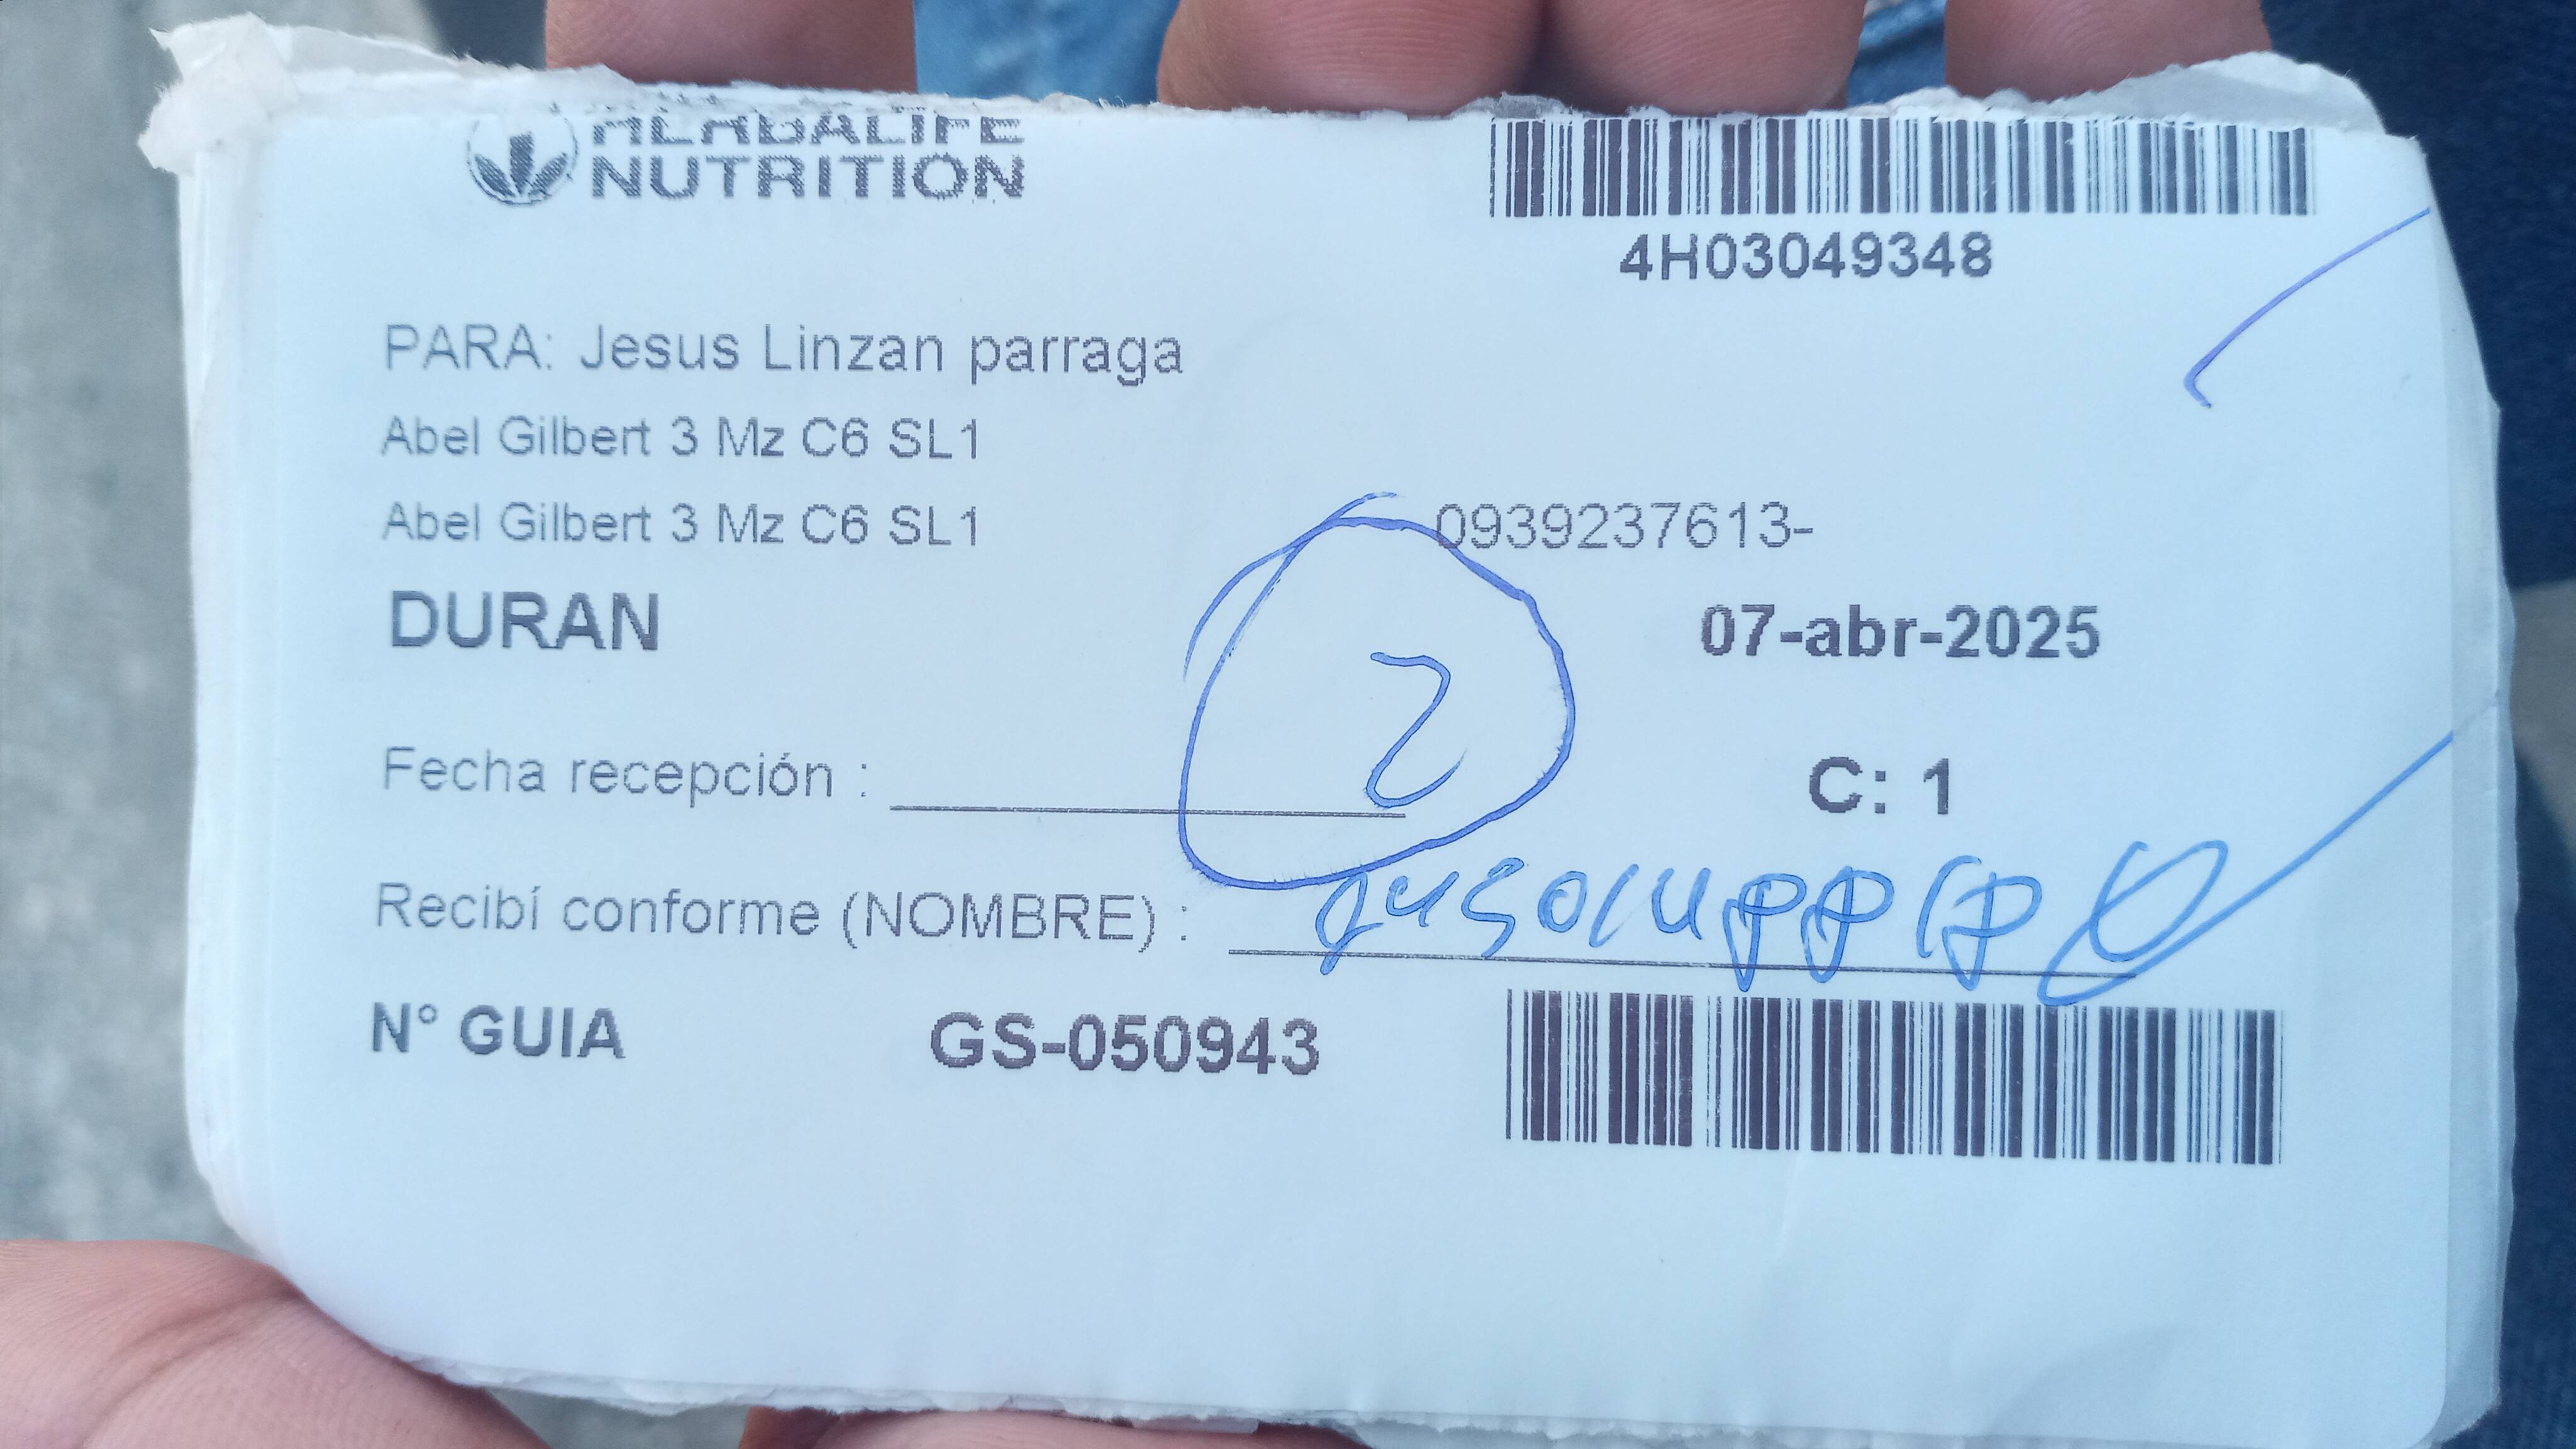 HERBALIFE
NUTRITION
4H03049348
PARA: Jesus Linzan parraga
Abel Gilbert 3 Mz C6 SL1
Abel Gilbert 3 Mz C6 SL1 0939237613-
DURAN 07-abr-2025
2
Fecha recepción : C: 1
Recibí conforme (NOMBRE) :
N° GUIA GS-050943